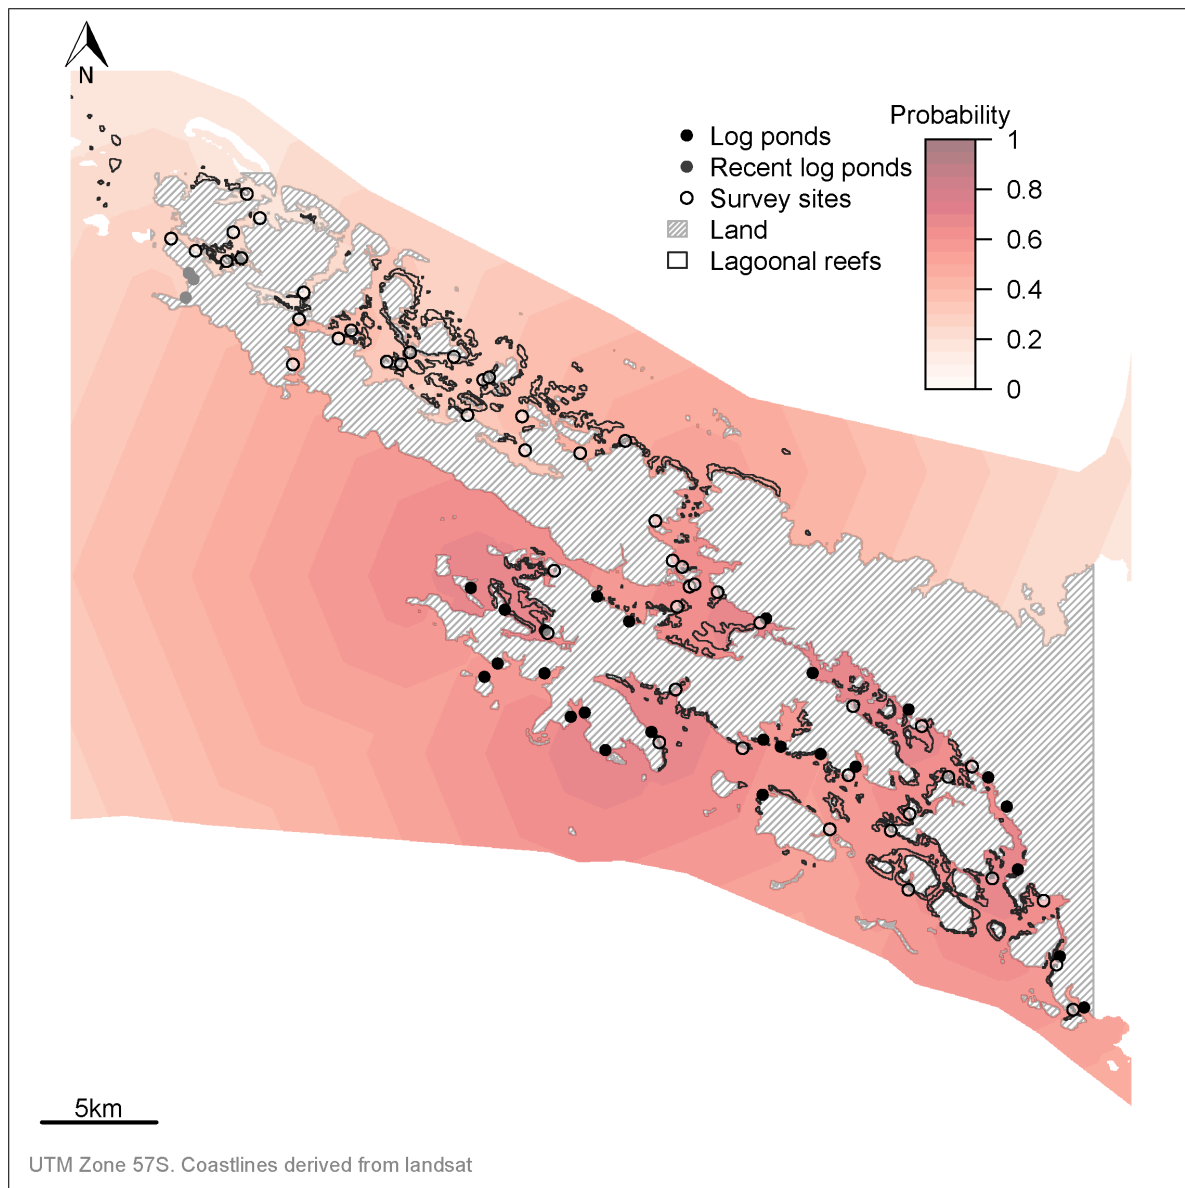 N
Probability
Log ponds
Recent log ponds
Survey sites
Land
Lagoonal reefs
1
0.8
0.6
0.4
0.2
0
5km
UTM Zone 57S. Coastlines derived from landsat